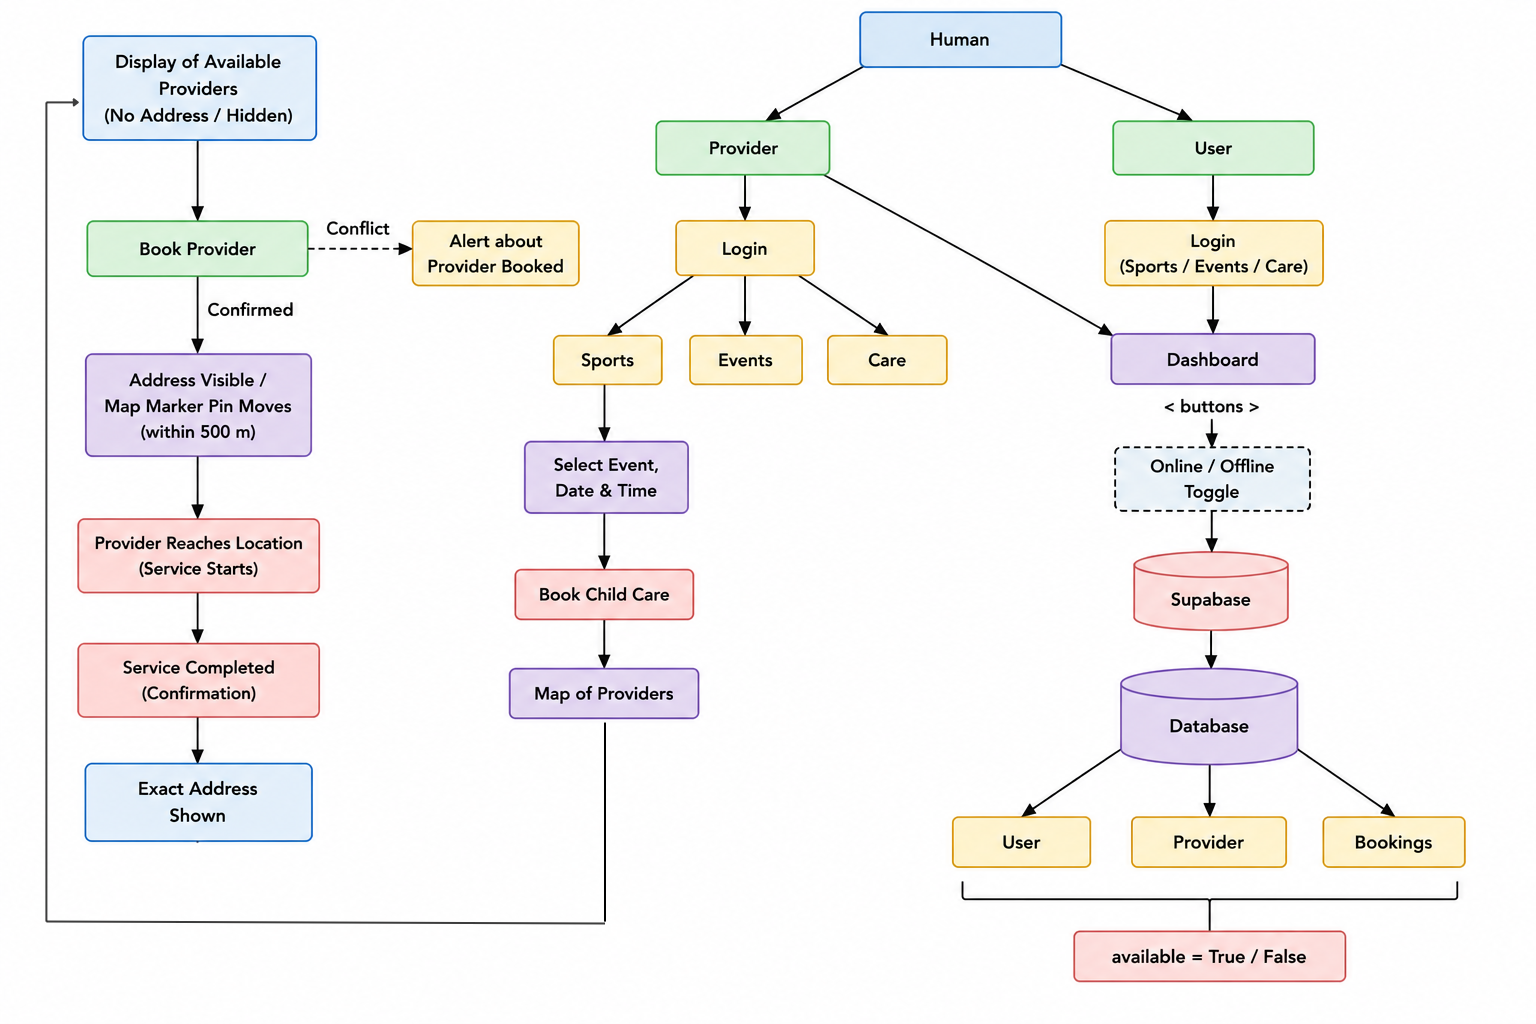 Display of Available
Providers
(No Address / Hidden)
Book Provider
Conflict
Alert about
Provider Booked
Confirmed
Address Visible /
Map Marker Pin Moves
(within 500 m)
Provider Reaches Location
(Service Starts)
Service Completed
(Confirmation)
Exact Address
Shown
Human
Provider
User
Login
Login
(Sports / Events / Care)
Sports
Events
Care
Dashboard
< buttons >
Select Event,
Date & Time
Online / Offline
Toggle
Book Child Care
Supabase
Map of Providers
Database
User
Provider
Bookings
available = True / False